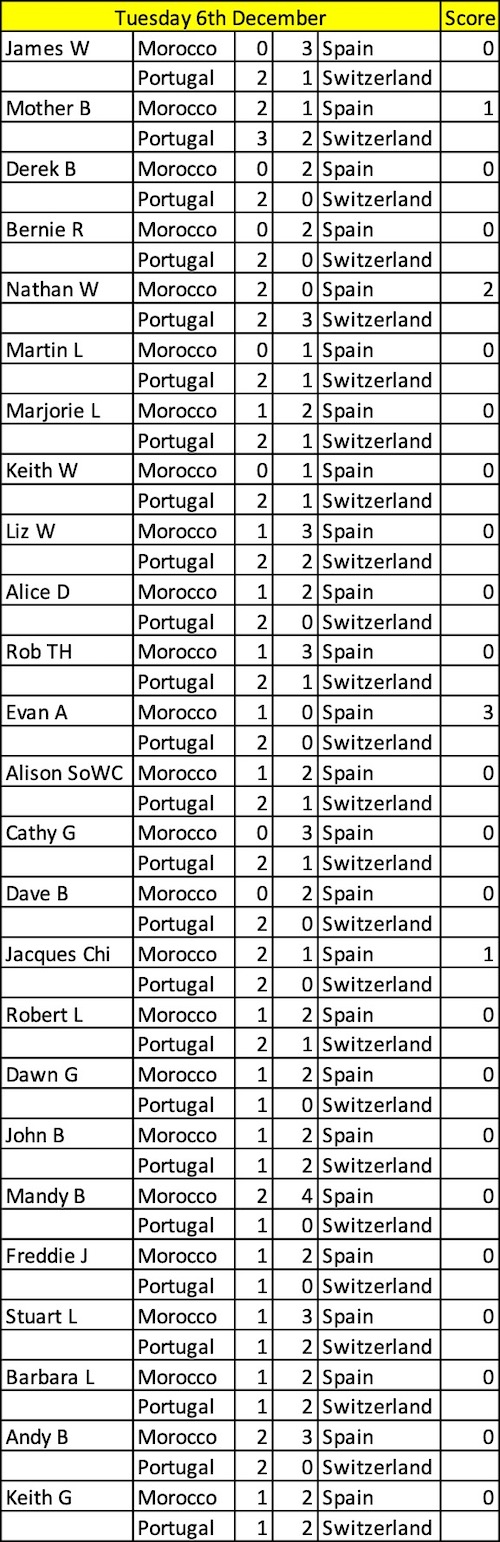 Tuesday 6th December Score
James W Morocco 0 3 Spain 0
Portugal 2 1 Switzerland
Mother B Morocco 2 1 Spain 1
Portugal 3 2 Switzerland
Derek B Morocco 0 2 Spain 0
Portugal 2 0 Switzerland
Bernie R Morocco 0 2 Spain 0
Portugal 2 0 Switzerland
Nathan W Morocco 2 0 Spain 2
Portugal 2 3 Switzerland
Martin L Morocco 0 1 Spain 0
Portugal 2 1 Switzerland
Marjorie L Morocco 1 2 Spain 0
Portugal 2 1 Switzerland
Keith W Morocco 0 1 Spain 0
Portugal 2 1 Switzerland
Liz W Morocco 1 3 Spain 0
Portugal 2 2 Switzerland
Alice D Morocco 1 2 Spain 0
Portugal 2 0 Switzerland
Rob TH Morocco 1 3 Spain 0
Portugal 2 1 Switzerland
Evan A Morocco 1 0 Spain 3
Portugal 2 0 Switzerland
Alison SoWC Morocco 1 2 Spain 0
Portugal 2 1 Switzerland
Cathy G Morocco 0 3 Spain 0
Portugal 2 1 Switzerland
Dave B Morocco 0 2 Spain 0
Portugal 2 0 Switzerland
Jacques Chi Morocco 2 1 Spain 1
Portugal 2 0 Switzerland
Robert L Morocco 1 2 Spain 0
Portugal 2 1 Switzerland
Dawn G Morocco 1 2 Spain 0
Portugal 1 0 Switzerland
John B Morocco 1 2 Spain 0
Portugal 1 2 Switzerland
Mandy B Morocco 2 4 Spain 0
Portugal 1 0 Switzerland
Freddie J Morocco 1 2 Spain 0
Portugal 1 0 Switzerland
Stuart L Morocco 1 3 Spain 0
Portugal 1 2 Switzerland
Barbara L Morocco 1 2 Spain 0
Portugal 1 2 Switzerland
Andy B Morocco 2 3 Spain 0
Portugal 2 0 Switzerland
Keith G Morocco 1 2 Spain 0
Portugal 1 2 Switzerland